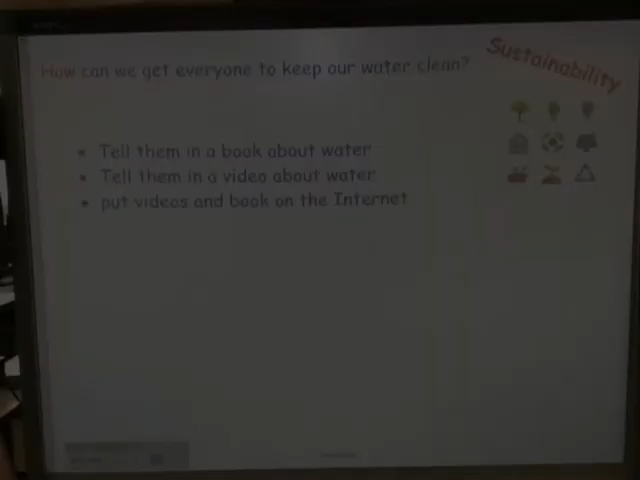 How can we get everyone to keep our water clean?
Sustainability
• Tell them in a book about water
• Tell them in a video about water
• put videos and book on the Internet